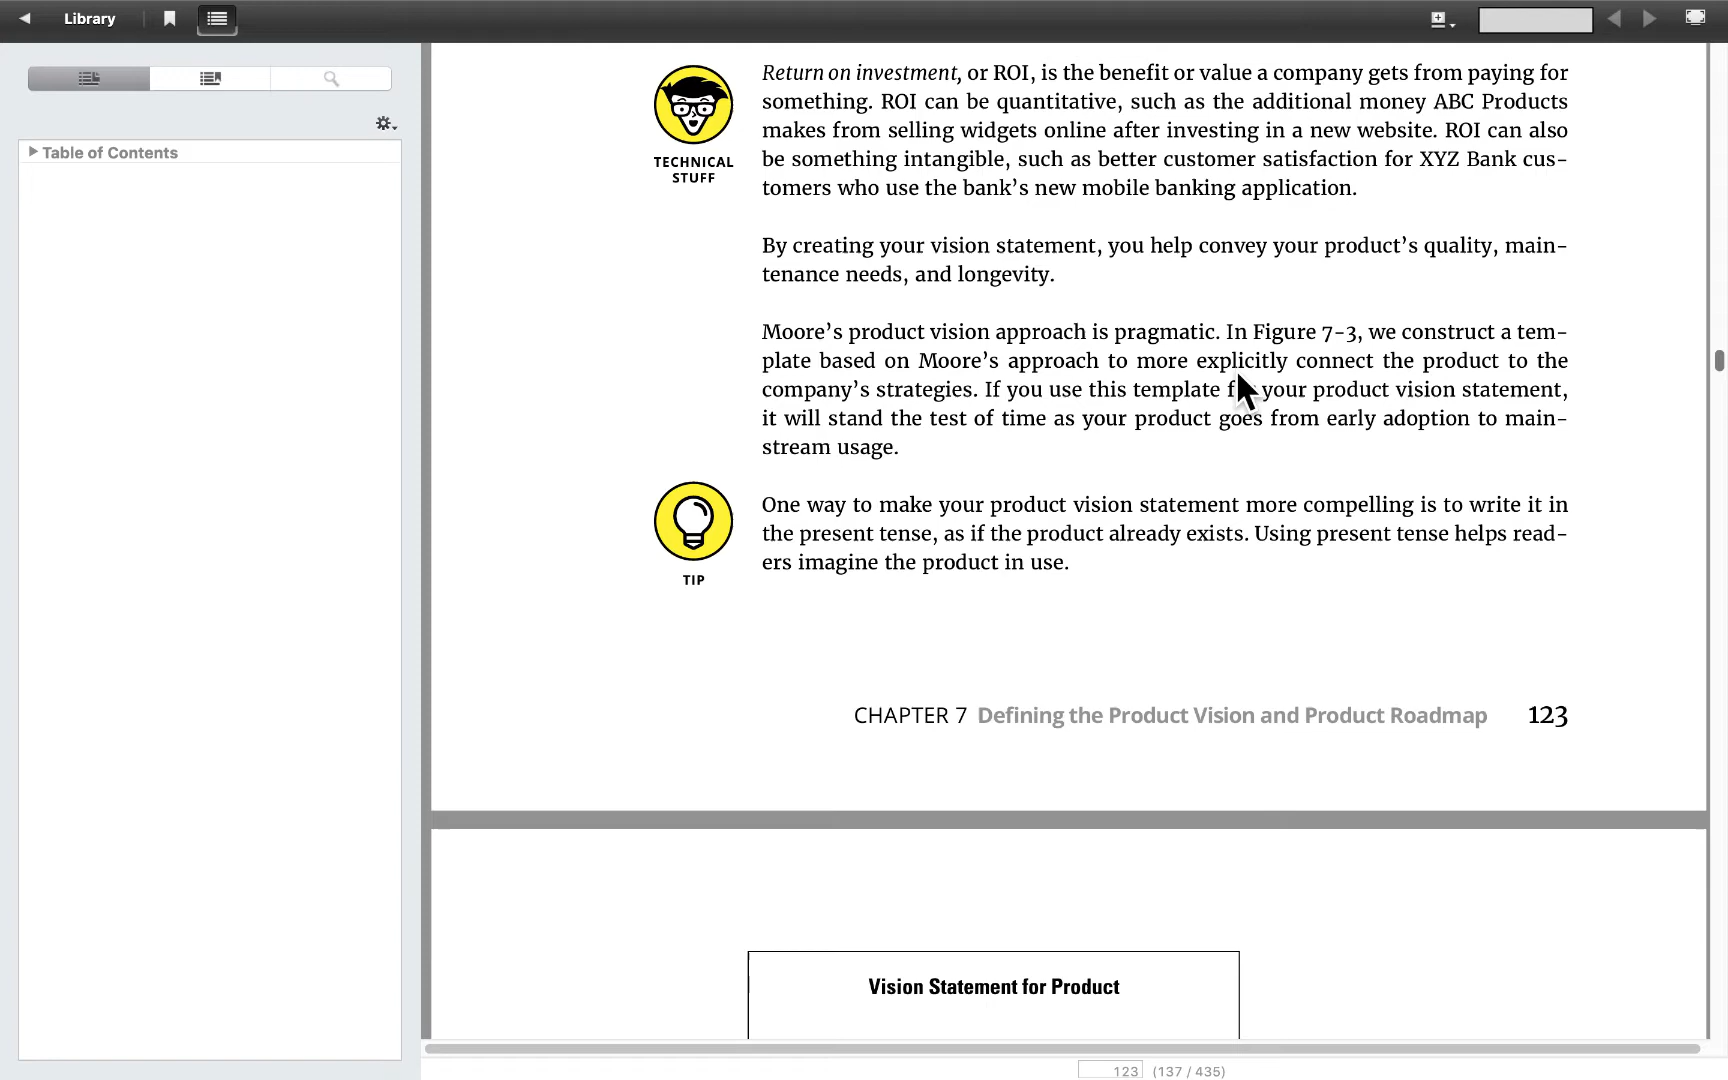 Library
Table of Contents
Return on investment, or ROI, is the benefit or value a company gets from paying for
something. ROI can be quantitative, such as the additional money ABC Products
makes from selling widgets online after investing in a new website. ROI can also
be something intangible, such as better customer satisfaction for XYZ Bank cus-
tomers who use the bank’s new mobile banking application.
TECHNICAL
STUFF
By creating your vision statement, you help convey your product’s quality, main-
tenance needs, and longevity.
Moore’s product vision approach is pragmatic. In Figure 7-3, we construct a tem-
plate based on Moore’s approach to more explicitly connect the product to the
company’s strategies. If you use this template for your product vision statement,
it will stand the test of time as your product goes from early adoption to main-
stream usage.
One way to make your product vision statement more compelling is to write it in
the present tense, as if the product already exists. Using present tense helps read-
ers imagine the product in use.
TIP
CHAPTER 7 Defining the Product Vision and Product Roadmap 123
Vision Statement for Product
123 (137 / 435)